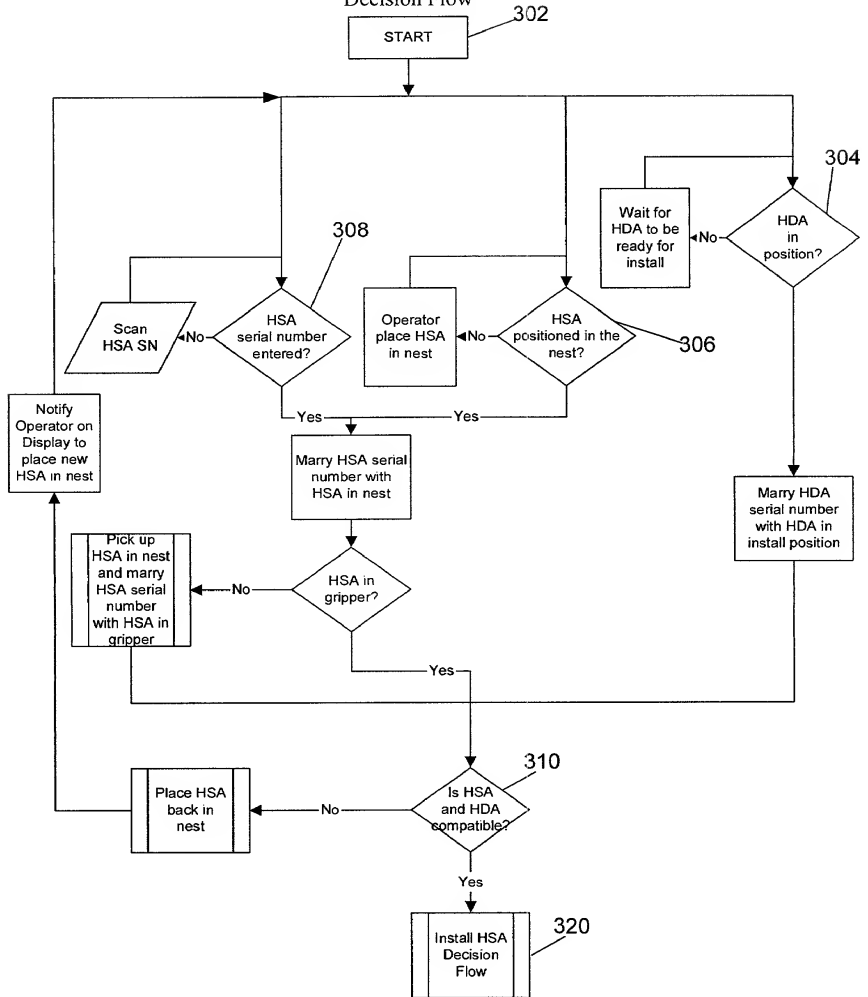 Decision Flow
302
START
304
HDA
in
position?
No
Wait for
HDA to be
ready for
install
308
HSA
serial number
entered?
No
Scan
HSA SN
306
HSA
positioned in the
nest?
No
Operator
place HSA
in nest
Yes
Yes
Notify
Operator on
Display to
place new
HSA in nest
Marry HSA serial
number with
HSA in nest
Marry HDA
serial number
with HDA in
install position
Pick up
HSA in nest
and marry
HSA serial
number
with HSA in
gripper
No
HSA in
gripper?
Yes
310
Is HSA
and HDA
compatible?
No
Place HSA
back in
nest
Yes
320
Install HSA
Decision
Flow